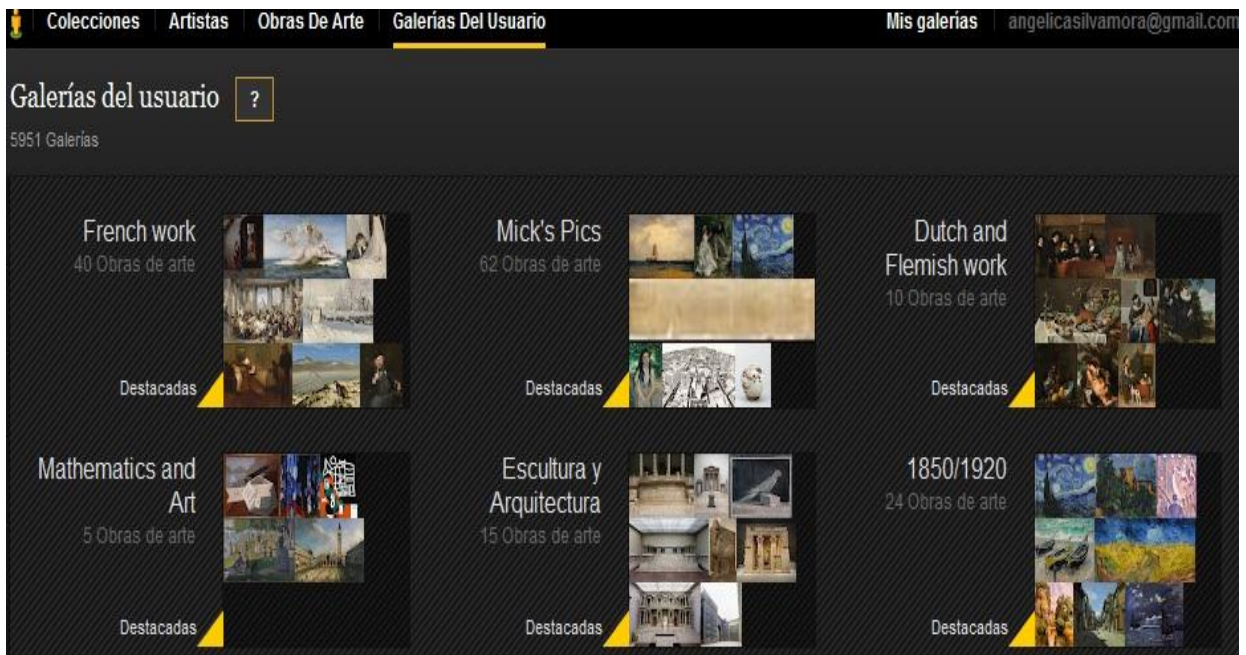 Colecciones Artistas Obras De Arte Galerías Del Usuario Mis galerías angelicasilvamora@gmail.com
Galerías del usuario ?
5951 Galerías
French work
40 Obras de arte
Destacadas
Mick's Pics
62 Obras de arte
Destacadas
Dutch and
Flemish work
10 Obras de arte
Destacadas
Mathematics and
Art
5 Obras de arte
Destacadas
Escultura y
Arquitectura
15 Obras de arte
Destacadas
1850/1920
24 Obras de arte
Destacadas